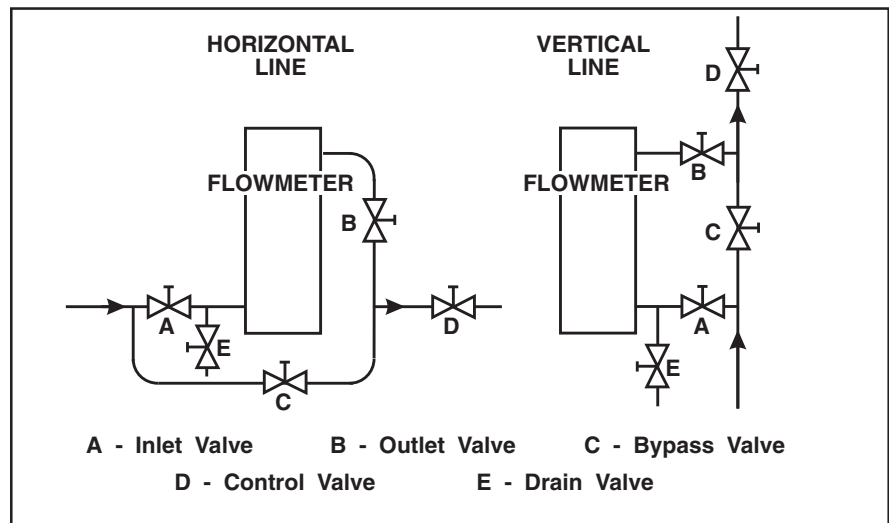 HORIZONTAL
LINE
FLOWMETER
B
A
E
D
C
VERTICAL
LINE
D
B
FLOWMETER
C
A
E
A - Inlet Valve B - Outlet Valve C - Bypass Valve
D - Control Valve E - Drain Valve